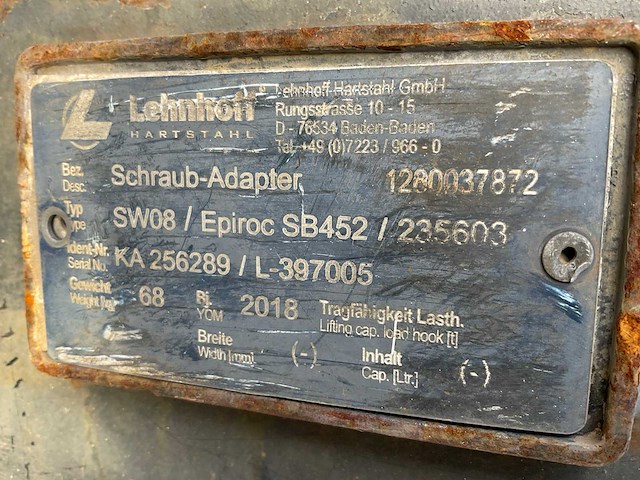 Lehnhoff®
HARTSTAHL
Lehnhoff Hartstahl GmbH
Rungsstrasse 10 - 15
D - 76534 Baden-Baden
Tel. +49 (0)7223 / 966 - 0
Bez.
Desc.
Schraub-Adapter
1280037872
Typ
Type
SW08 / Epiroc SB452 / 235603
Ident-Nr.
Serial No.
KA 256289 / L-397005
Gewicht
Weight [kg]
68
Bj.
YOM
2018
Tragfähigkeit Lasth.
Lifting cap. load hook [t]
Breite
Width [mm]
(-)
Inhalt
Cap. [Ltr.]
(-)